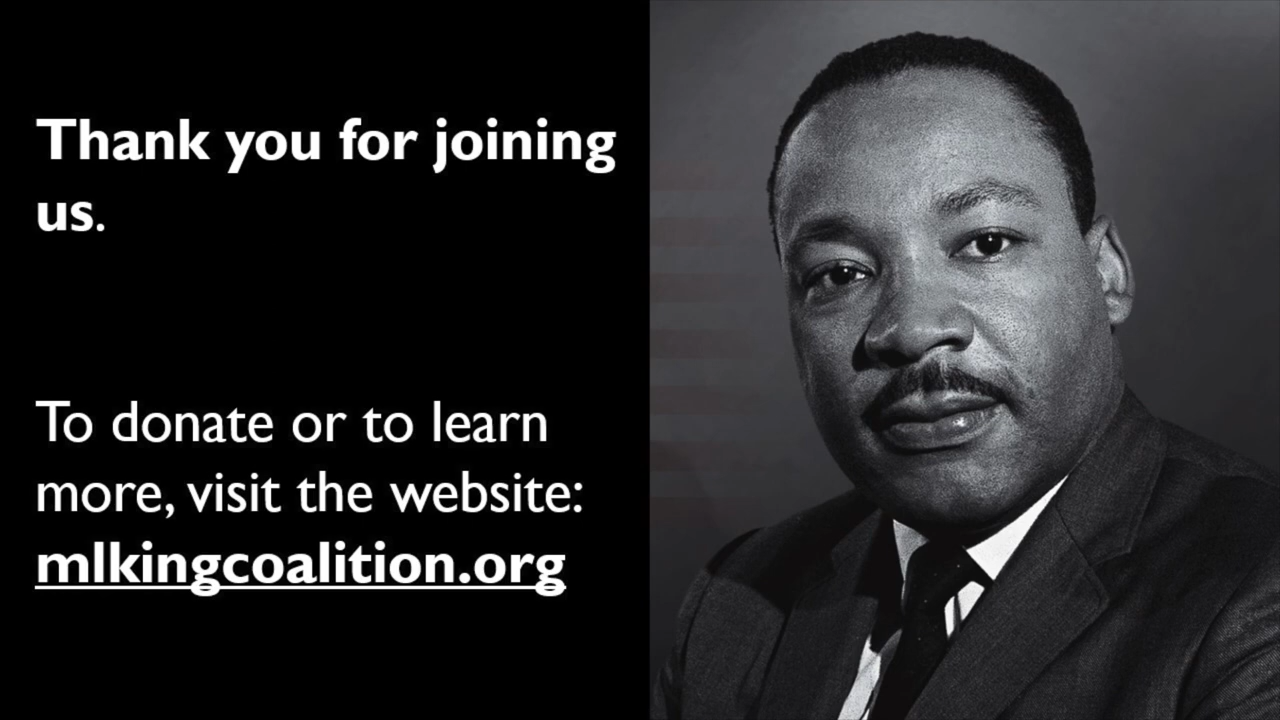 Thank you for joining
us.
To donate or to learn
more, visit the website:
mlkingcoalition.org